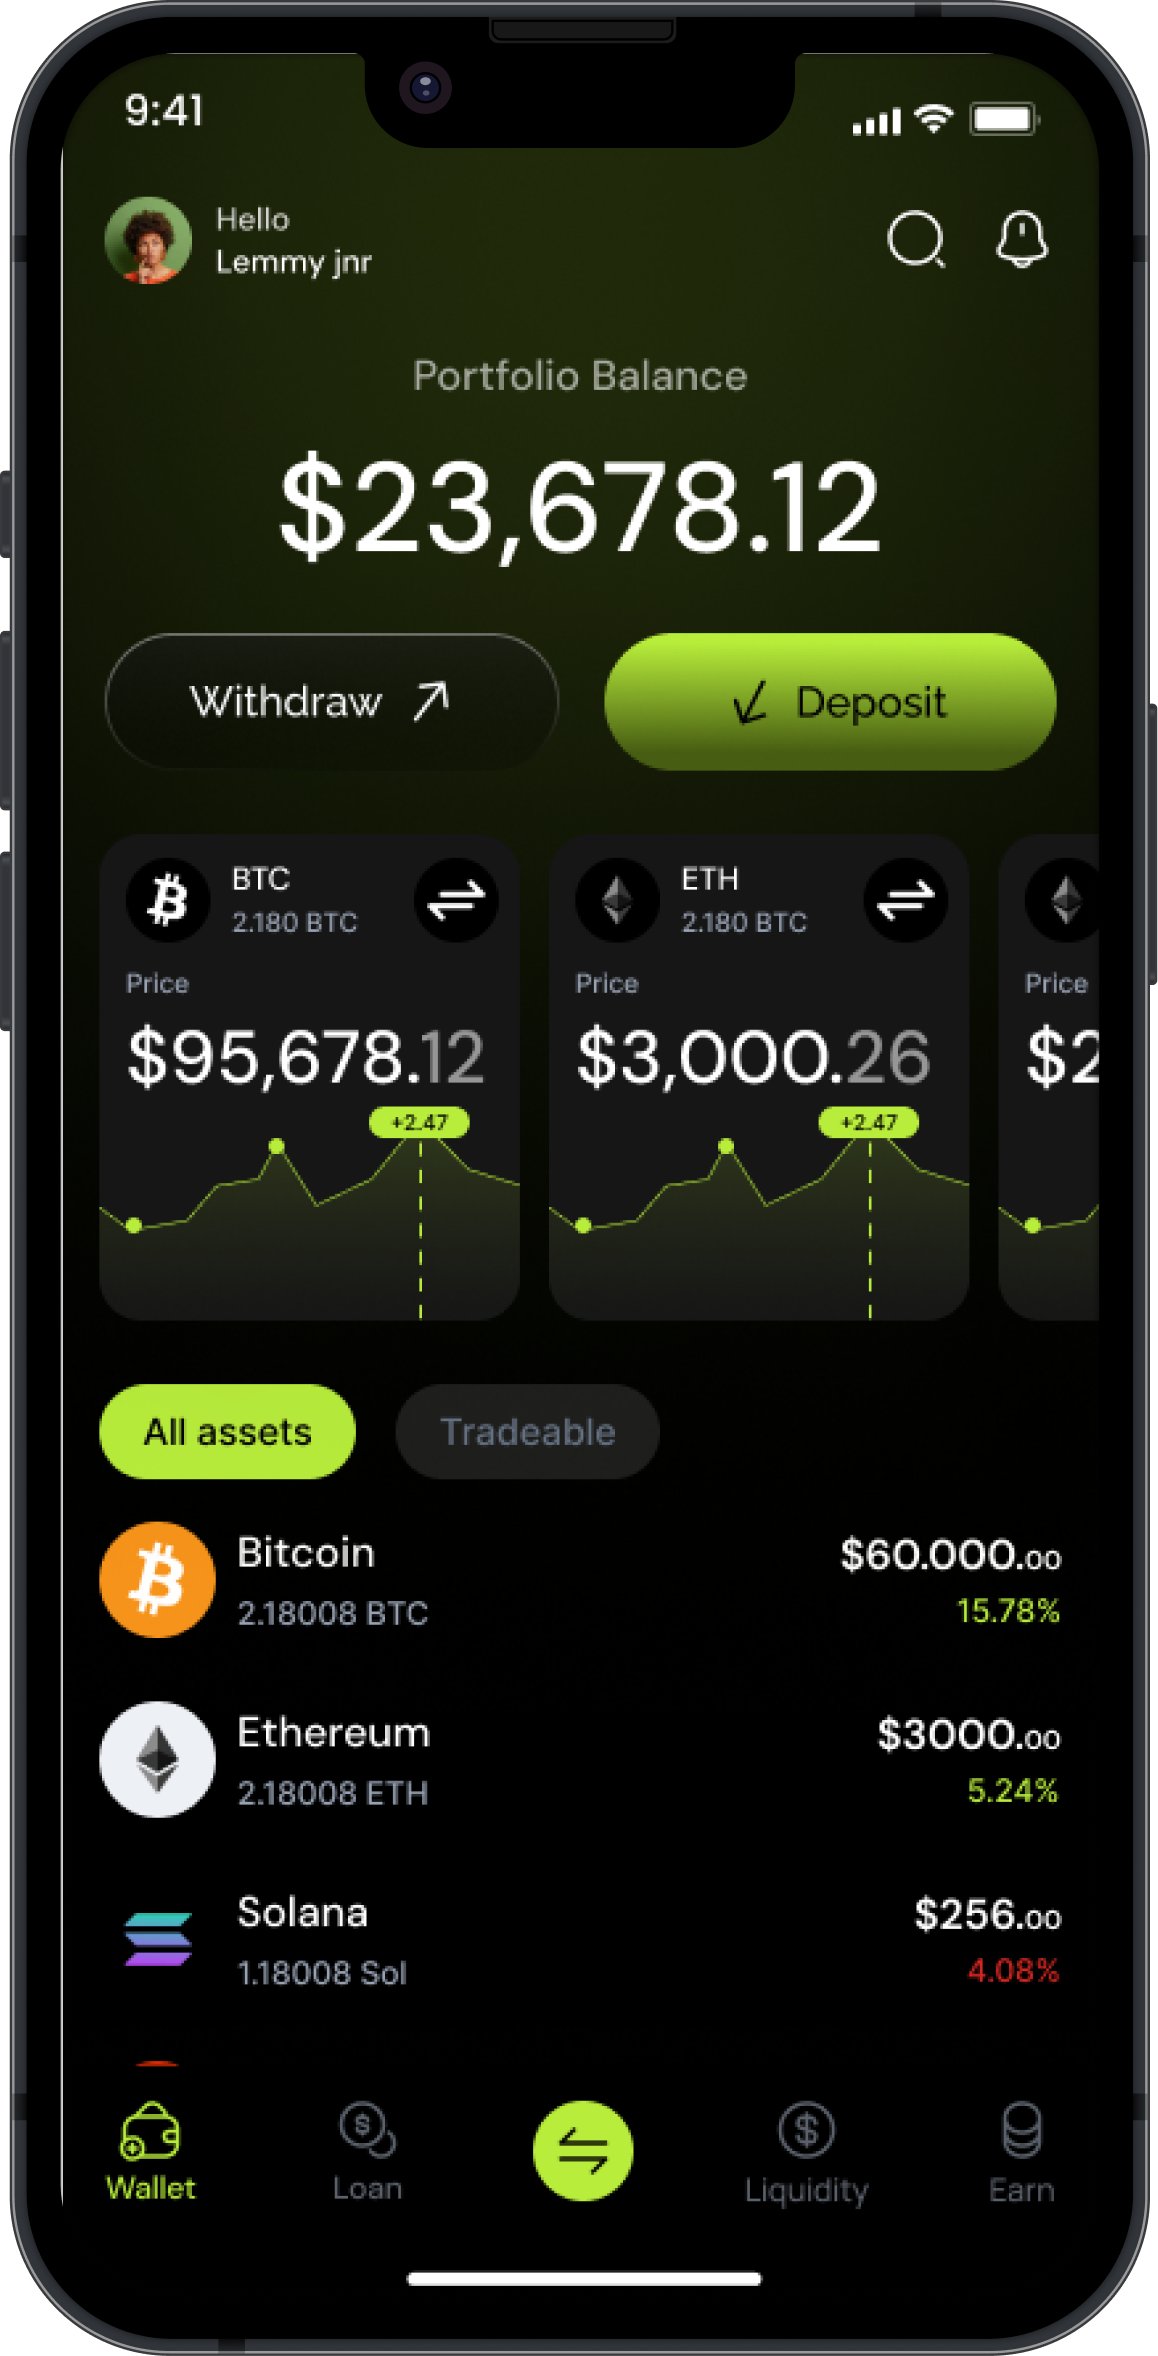 9:41
Hello
Lemmy jnr
Portfolio Balance
$23,678.12
Withdraw
Deposit
BTC
2.180 BTC
Price
$95,678.12
+2.47
ETH
2.180 BTC
Price
$3,000.26
+2.47
Price
$2
All assets
Tradeable
Bitcoin
$60.000.00
2.18008 BTC
15.78%
Ethereum
$3000.00
2.18008 ETH
5.24%
Solana
$256.00
1.18008 Sol
4.08%
Wallet
Loan
Liquidity
Earn